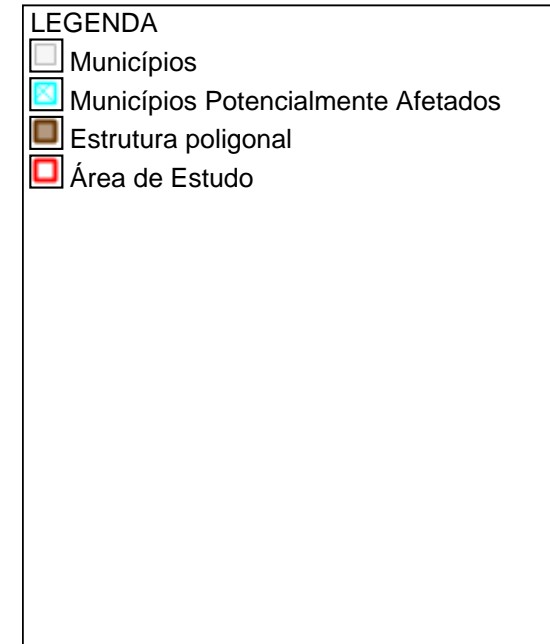 LEGENDA
Municípios
Municípios Potencialmente Afetados
Estrutura poligonal
Área de Estudo